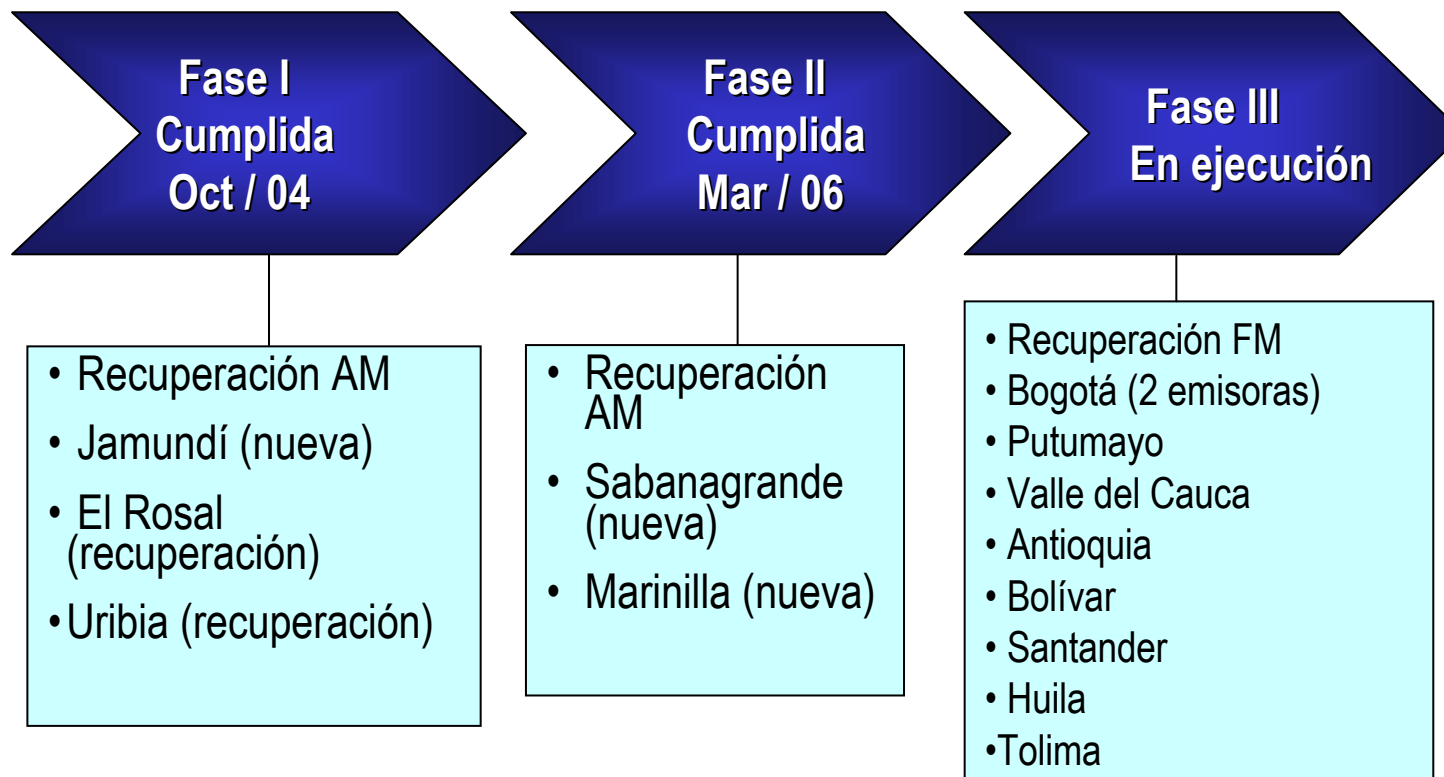 Fase I
Cumplida
Oct / 04
• Recuperación AM
• Jamundí (nueva)
• El Rosal
(recuperación)
• Uribia (recuperación)
Fase II
Cumplida
Mar / 06
• Recuperación
AM
• Sabanagrande
(nueva)
• Marinilla (nueva)
Fase III
En ejecución
• Recuperación FM
• Bogotá (2 emisoras)
• Putumayo
• Valle del Cauca
• Antioquia
• Bolívar
• Santander
• Huila
•Tolima